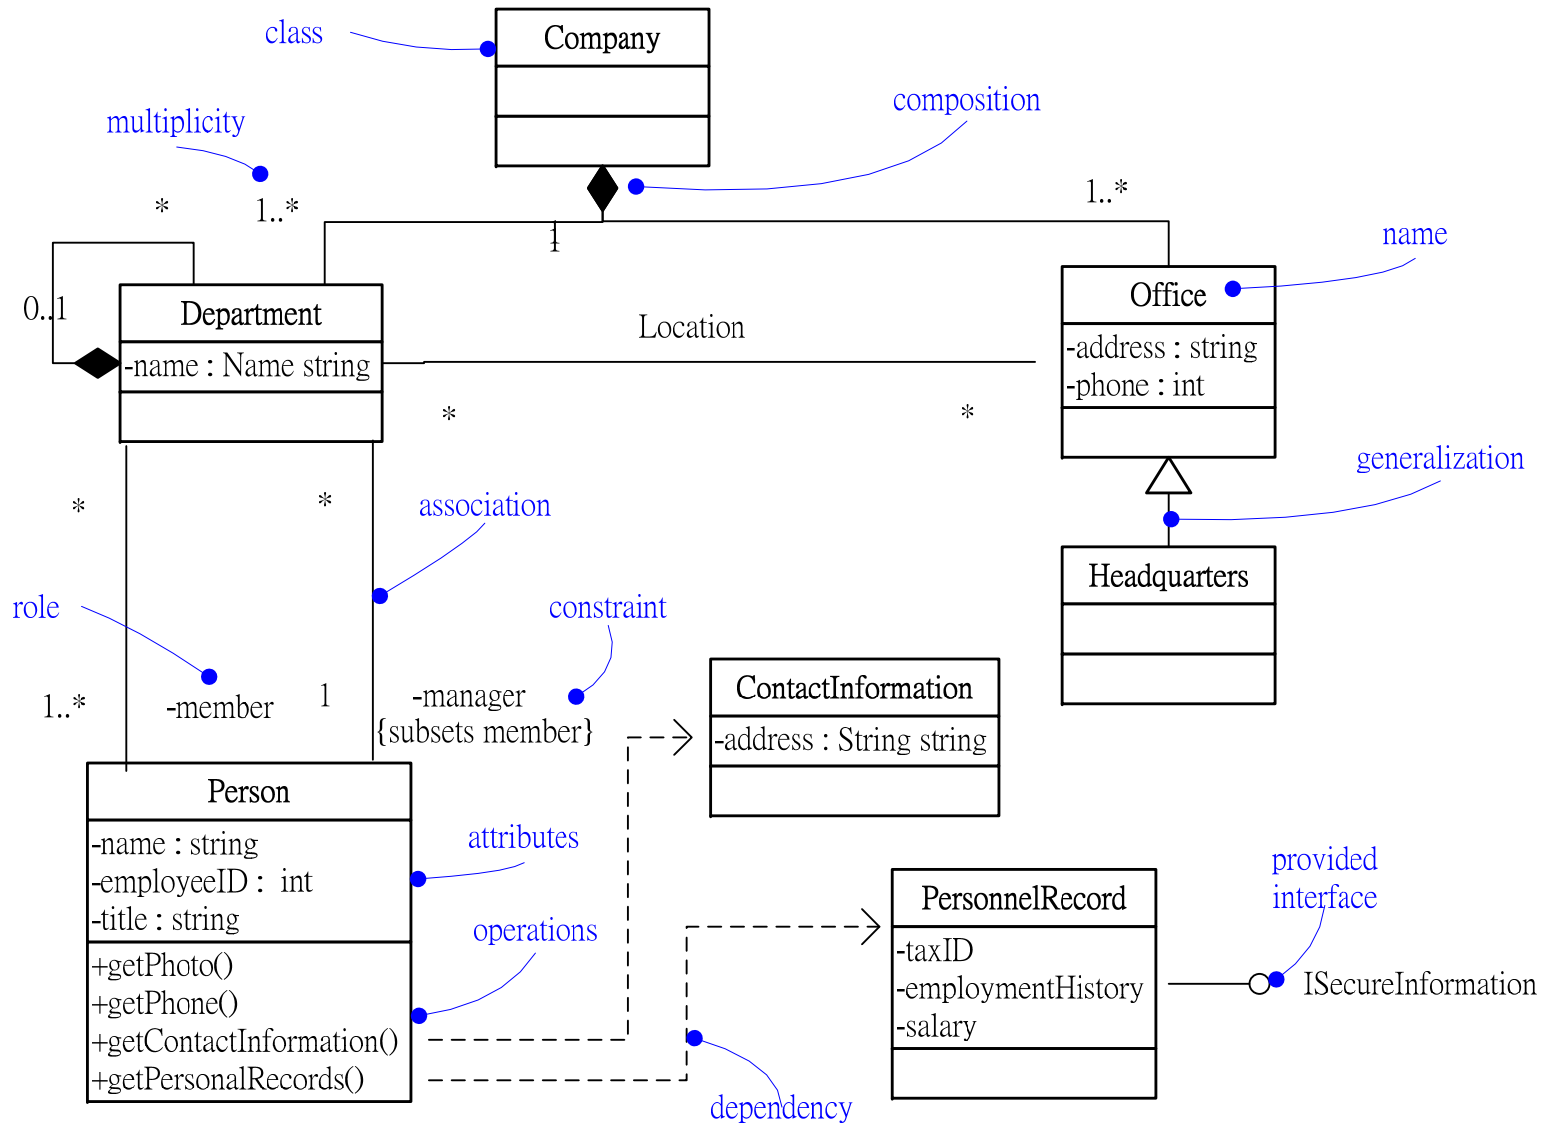 class
Company
composition
multiplicity
*
1..*
1
1..*
name
0..1
Department
-name : Name string
Location
Office
-address : string
-phone : int
*
*
generalization
*
*
association
Headquarters
role
constraint
1..*
-member
1
-manager
{subsets member}
ContactInformation
-address : String string
Person
-name : string
-employeeID :  int
-title : string
attributes
operations
+getPhoto()
+getPhone()
+getContactInformation()
+getPersonalRecords()
dependency
PersonnelRecord
-taxID
-employmentHistory
-salary
provided
interface
ISecureInformation